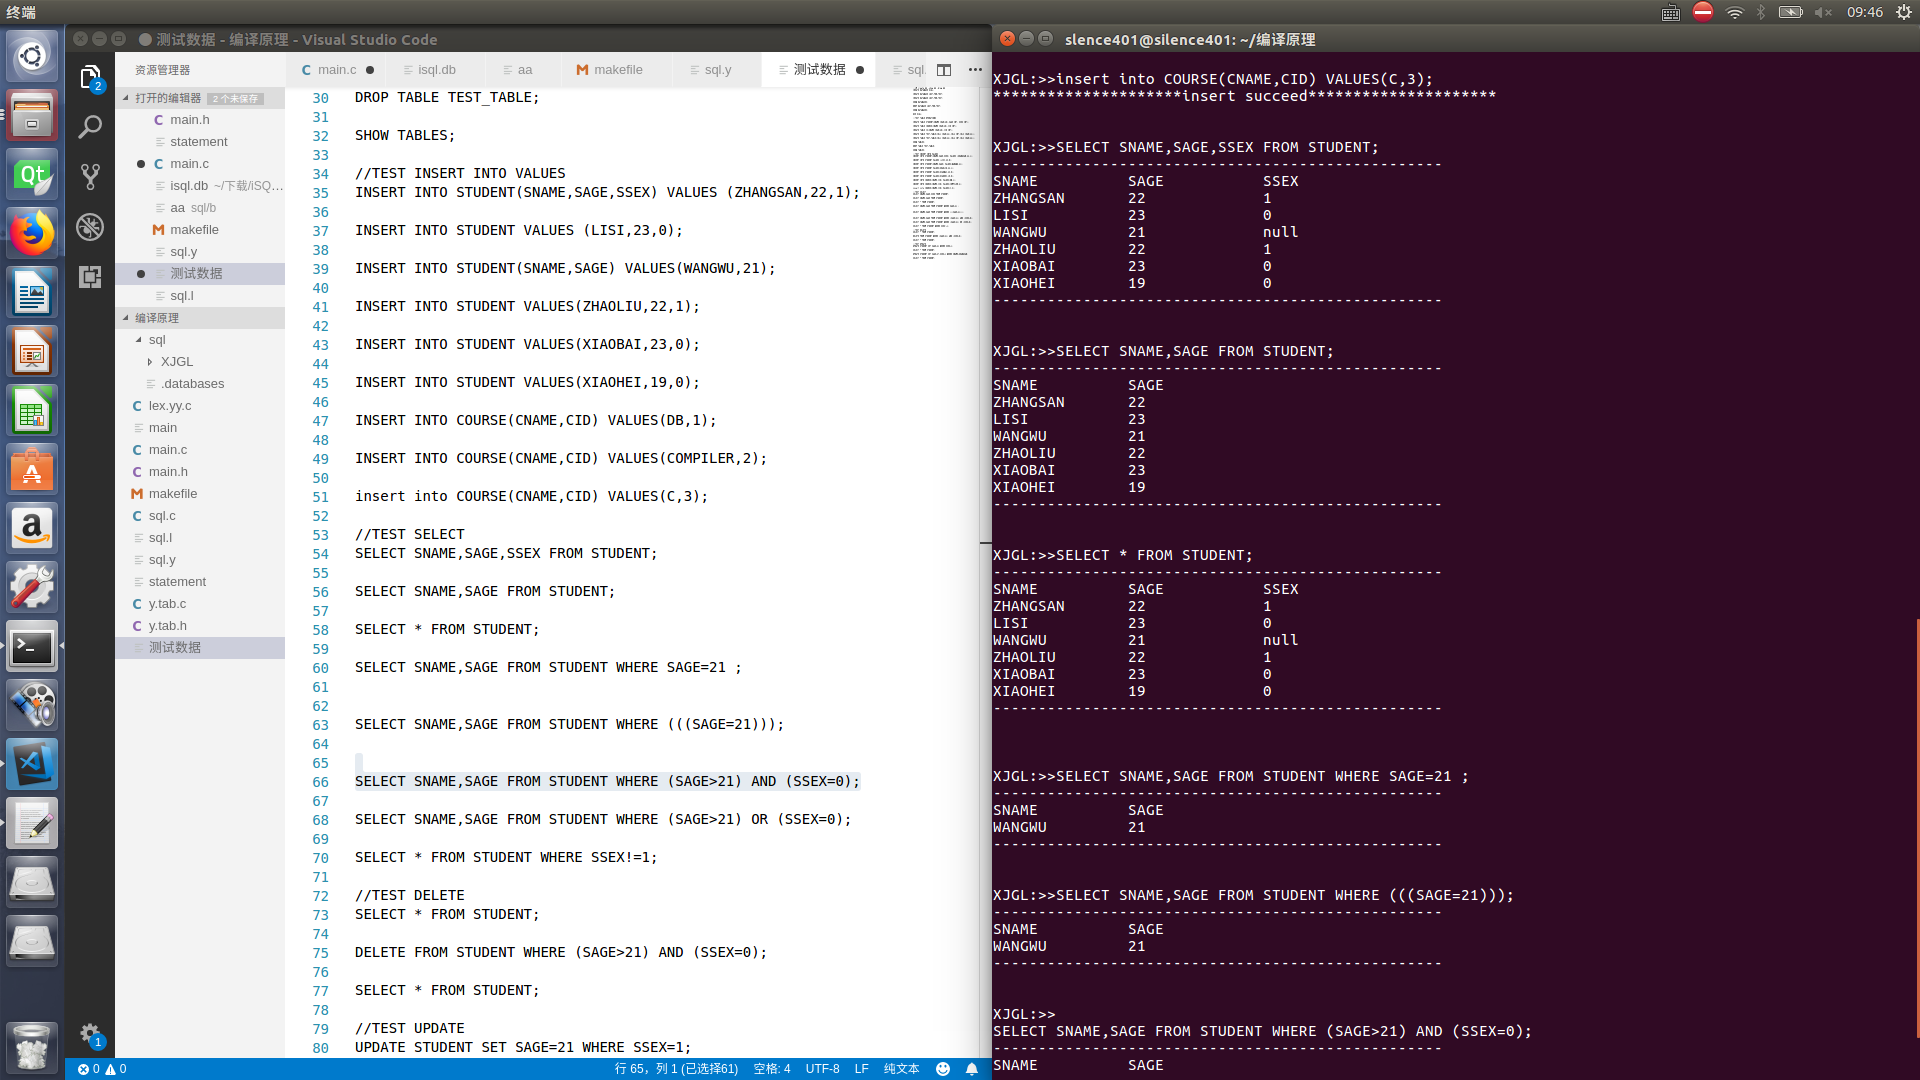 终端
09:46
测试数据 - 编译原理 - Visual Studio Code
资源管理器
打开的编辑器 2 个未保存
main.h
statement
main.c
isql.db ~/下载/iSQ...
aa sql/b
makefile
sql.y
测试数据
sql.l
编译原理
sql
XJGL
.databases
lex.yy.c
main
main.c
main.h
makefile
sql.c
sql.l
sql.y
statement
y.tab.c
y.tab.h
测试数据
2
1
main.c
isql.db
aa
makefile
sql.y
测试数据
sql.
30 DROP TABLE TEST_TABLE;
31
32 SHOW TABLES;
33
34 //TEST INSERT INTO VALUES
35 INSERT INTO STUDENT(SNAME,SAGE,SSEX) VALUES (ZHANGSAN,22,1);
36
37 INSERT INTO STUDENT VALUES (LISI,23,0);
38
39 INSERT INTO STUDENT(SNAME,SAGE) VALUES(WANGWU,21);
40
41 INSERT INTO STUDENT VALUES(ZHAOLIU,22,1);
42
43 INSERT INTO STUDENT VALUES(XIAOBAI,23,0);
44
45 INSERT INTO STUDENT VALUES(XIAOHEI,19,0);
46
47 INSERT INTO COURSE(CNAME,CID) VALUES(DB,1);
48
49 INSERT INTO COURSE(CNAME,CID) VALUES(COMPILER,2);
50
51 insert into COURSE(CNAME,CID) VALUES(C,3);
52
53 //TEST SELECT
54 SELECT SNAME,SAGE,SSEX FROM STUDENT;
55
56 SELECT SNAME,SAGE FROM STUDENT;
57
58 SELECT * FROM STUDENT;
59
60 SELECT SNAME,SAGE FROM STUDENT WHERE SAGE=21 ;
61
62
63 SELECT SNAME,SAGE FROM STUDENT WHERE (((SAGE=21)));
64
65
66 SELECT SNAME,SAGE FROM STUDENT WHERE (SAGE>21) AND (SSEX=0);
67
68 SELECT SNAME,SAGE FROM STUDENT WHERE (SAGE>21) OR (SSEX=0);
69
70 SELECT * FROM STUDENT WHERE SSEX!=1;
71
72 //TEST DELETE
73 SELECT * FROM STUDENT;
74
75 DELETE FROM STUDENT WHERE (SAGE>21) AND (SSEX=0);
76
77 SELECT * FROM STUDENT;
78
79 //TEST UPDATE
80 UPDATE STUDENT SET SAGE=21 WHERE SSEX=1;
0 0
行 65, 列 1 (已选择61) 空格: 4 UTF-8 LF 纯文本
slence401@silence401: ~/编译原理
XJGL:>>insert into COURSE(CNAME,CID) VALUES(C,3);
*********************insert succeed*********************
XJGL:>>SELECT SNAME,SAGE,SSEX FROM STUDENT;
--------------------------------------------------
SNAME SAGE SSEX
ZHANGSAN 22 1
LISI 23 0
WANGWU 21 null
ZHAOLIU 22 1
XIAOBAI 23 0
XIAOHEI 19 0
--------------------------------------------------
XJGL:>>SELECT SNAME,SAGE FROM STUDENT;
--------------------------------------------------
SNAME SAGE
ZHANGSAN 22
LISI 23
WANGWU 21
ZHAOLIU 22
XIAOBAI 23
XIAOHEI 19
--------------------------------------------------
XJGL:>>SELECT * FROM STUDENT;
--------------------------------------------------
SNAME SAGE SSEX
ZHANGSAN 22 1
LISI 23 0
WANGWU 21 null
ZHAOLIU 22 1
XIAOBAI 23 0
XIAOHEI 19 0
--------------------------------------------------
XJGL:>>SELECT SNAME,SAGE FROM STUDENT WHERE SAGE=21 ;
--------------------------------------------------
SNAME SAGE
WANGWU 21
--------------------------------------------------
XJGL:>>SELECT SNAME,SAGE FROM STUDENT WHERE (((SAGE=21)));
--------------------------------------------------
SNAME SAGE
WANGWU 21
--------------------------------------------------
XJGL:>>
SELECT SNAME,SAGE FROM STUDENT WHERE (SAGE>21) AND (SSEX=0);
--------------------------------------------------
SNAME SAGE